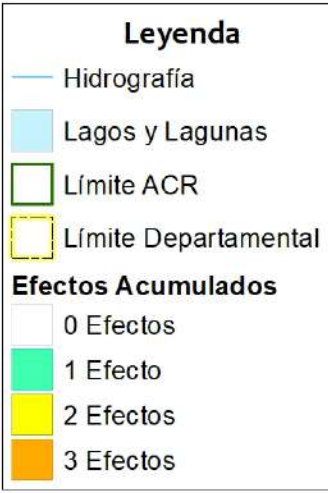 Leyenda
Hidrografía
Lagos y Lagunas
Límite ACR
Límite Departamental
Efectos Acumulados
0 Efectos
1 Efecto
2 Efectos
3 Efectos